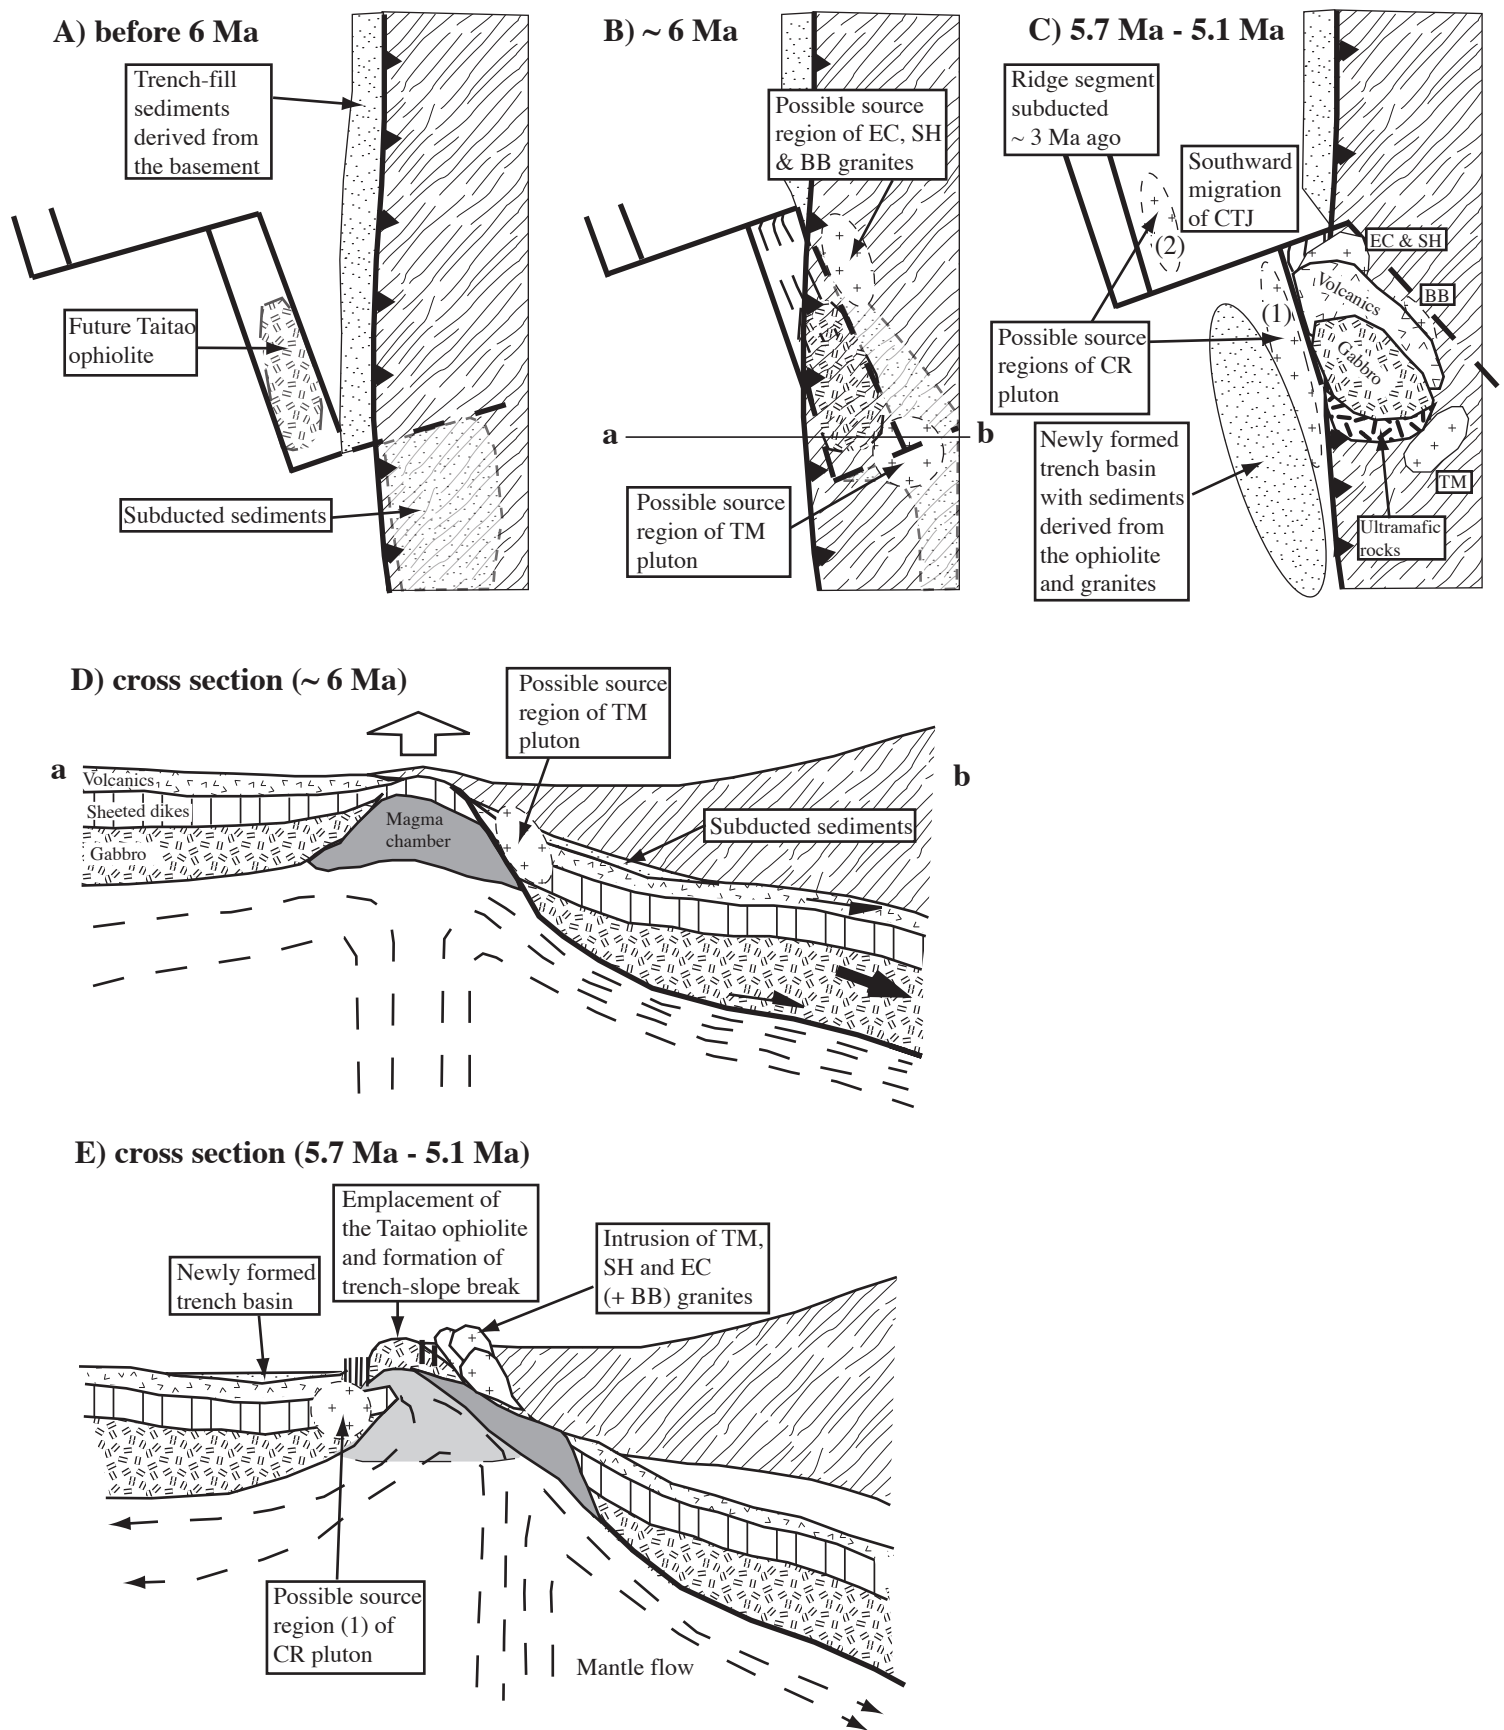 A) before 6 Ma
Trench-fill
sediments
derived from
the basement
Future Taitao
ophiolite
Subducted sediments
B) ~ 6 Ma
Possible source
region of EC, SH
& BB granites
a
b
Possible source
region of TM
pluton
C) 5.7 Ma - 5.1 Ma
Ridge segment
subducted
~ 3 Ma ago
Southward
migration
of CTJ
(2)
EC & SH
Volcanics
BB
(1)
Gabbro
Possible source
regions of CR
pluton
Newly formed
trench basin
with sediments
derived from
the ophiolite
and granites
TM
Ultramafic
rocks
D) cross section (~ 6 Ma)
Possible source
region of TM
pluton
a
b
Volcanics
Sheeted dikes
Gabbro
Magma
chamber
Subducted sediments
E) cross section (5.7 Ma - 5.1 Ma)
Emplacement of
the Taitao ophiolite
and formation of
trench-slope break
Newly formed
trench basin
Intrusion of TM,
SH and EC
(+ BB) granites
Possible source
region (1) of
CR pluton
Mantle flow